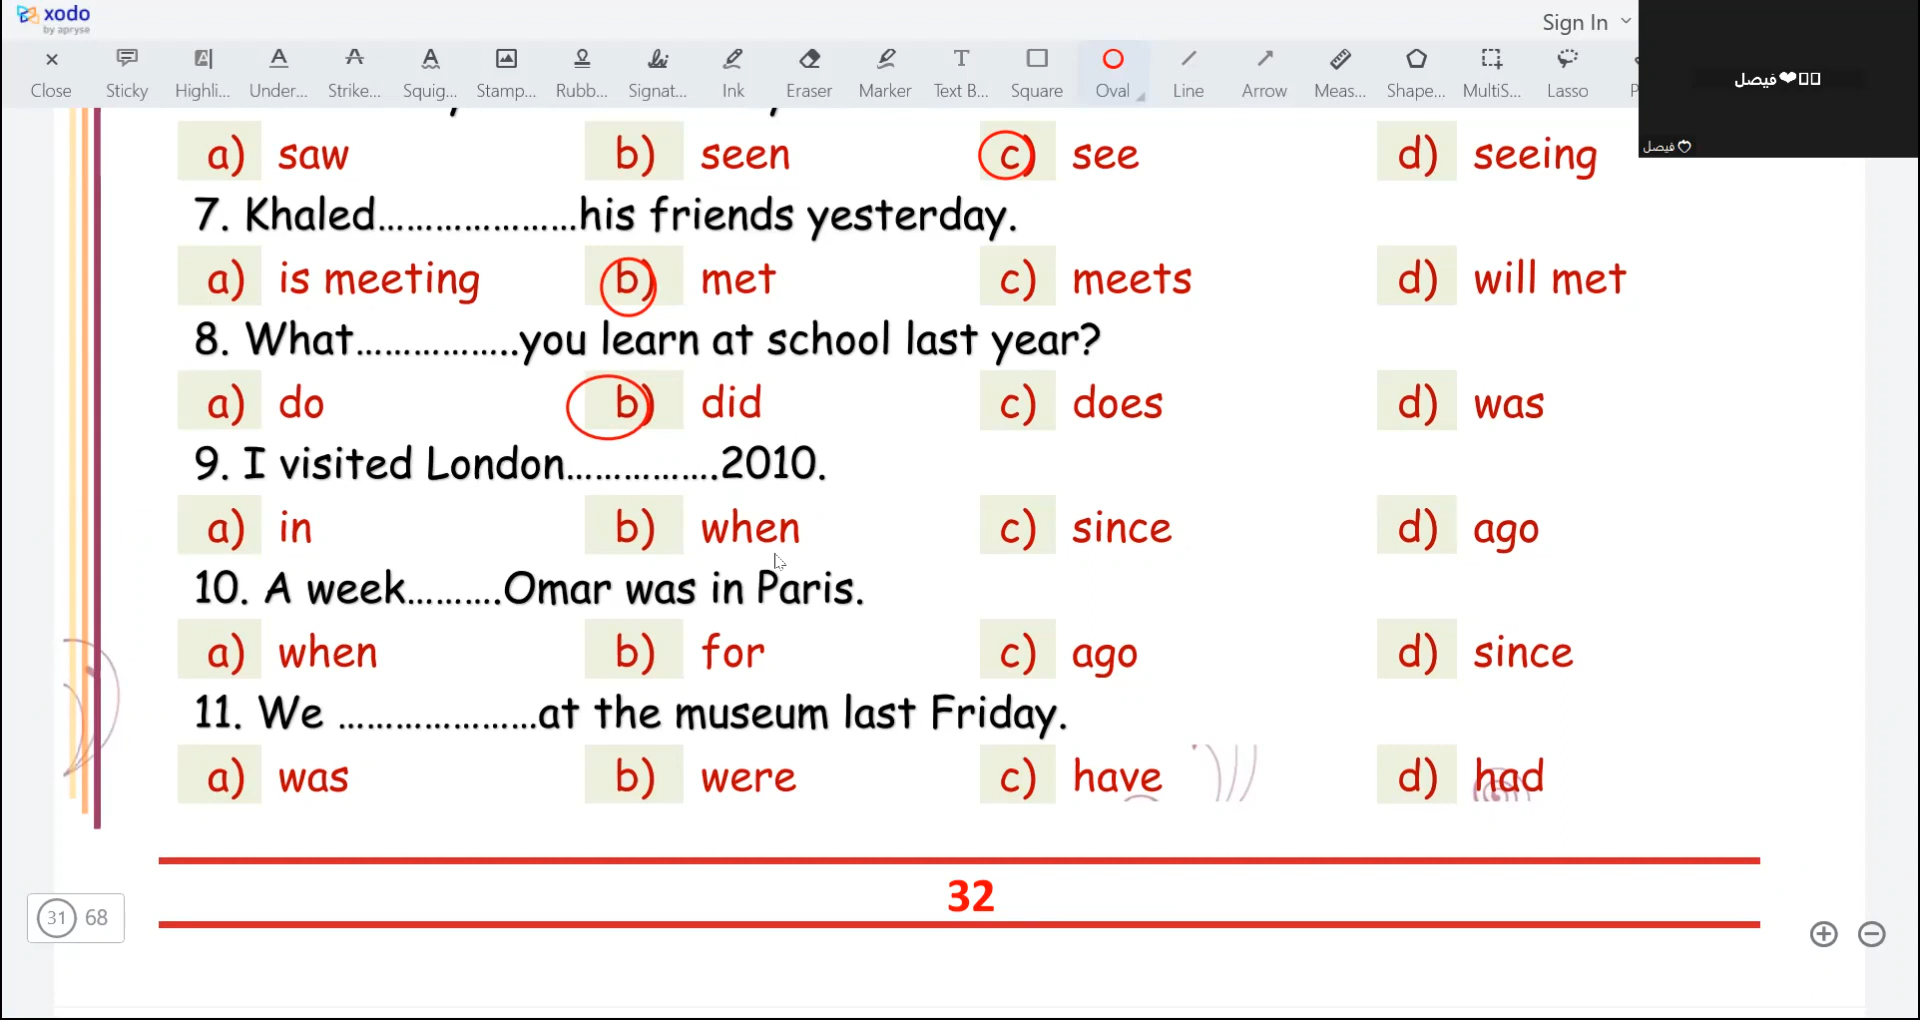 xodo
by apryse
Sign In
Close Sticky Highli... Under... Strike... Squig... Stamp... Rubb... Signat... Ink Eraser Marker Text B... Square Oval Line Arrow Meas... Shape... MultiS... Lasso
فيصل❤
فيصل
a) saw b) seen c) see d) seeing
7. Khaled.....................his friends yesterday.
a) is meeting b) met c) meets d) will met
8. What.................you learn at school last year?
a) do b) did c) does d) was
9. I visited London................2010.
a) in b) when c) since d) ago
10. A week..........Omar was in Paris.
a) when b) for c) ago d) since
11. We .....................at the museum last Friday.
a) was b) were c) have d) had
32
31 68